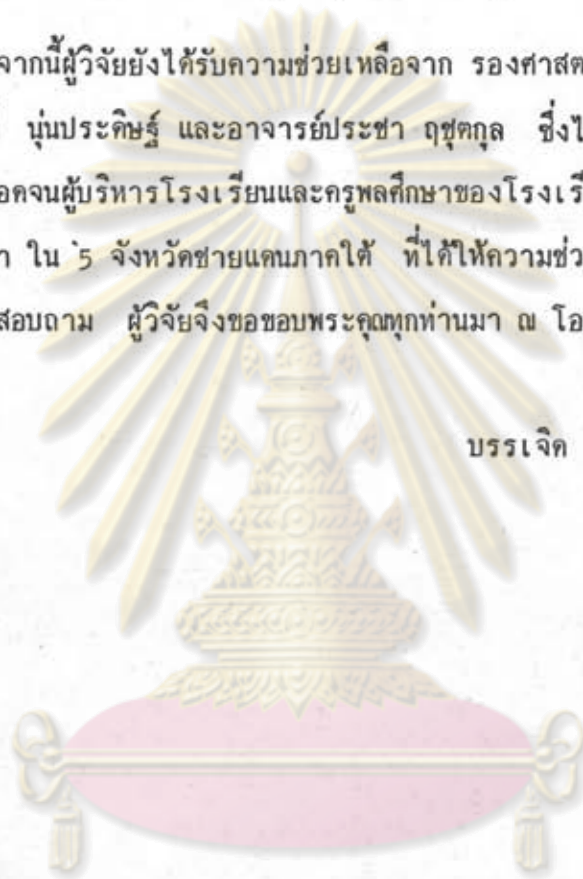 จากนี้ผู้วิจัยยังได้รับความช่วยเหลือจาก รองศาสต
นุ่นประดิษฐ์ และอาจารย์ประชา ฤชุตกุล ซึ่งไ
อดจนผู้บริหารโรงเรียนและครูพลศึกษาของโรงเรี
า ใน 5 จังหวัดชายแดนภาคใต้ ที่ได้ให้ความช่ว
สอบถาม ผู้วิจัยจึงขอขอบพระคุณทุกท่านมา ณ โอ
บรรเจิด